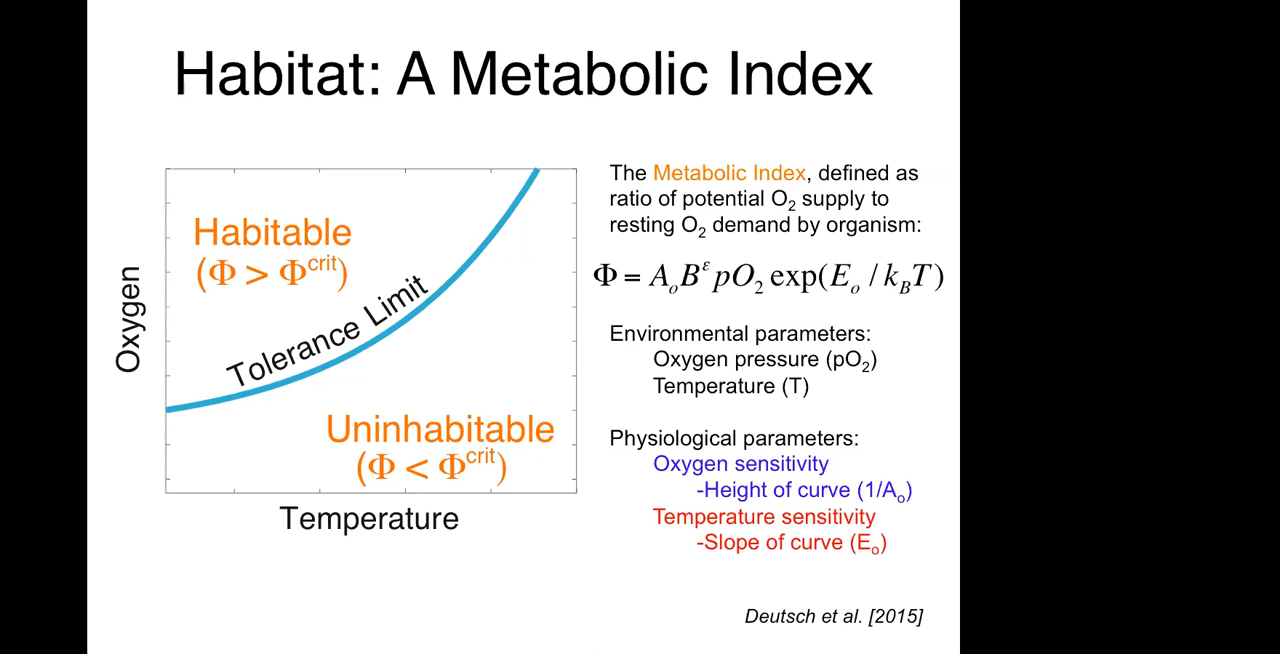 Habitat: A Metabolic Index
Oxygen
Habitable
(Φ > Φcrit)
Tolerance Limit
Uninhabitable
(Φ < Φcrit)
Temperature
The Metabolic Index, defined as
ratio of potential O2 supply to
resting O2 demand by organism:
Φ = AoBε pO2 exp(Eo / kBT)
Environmental parameters:
Oxygen pressure (pO2)
Temperature (T)
Physiological parameters:
Oxygen sensitivity
-Height of curve (1/Ao)
Temperature sensitivity
-Slope of curve (Eo)
Deutsch et al. [2015]